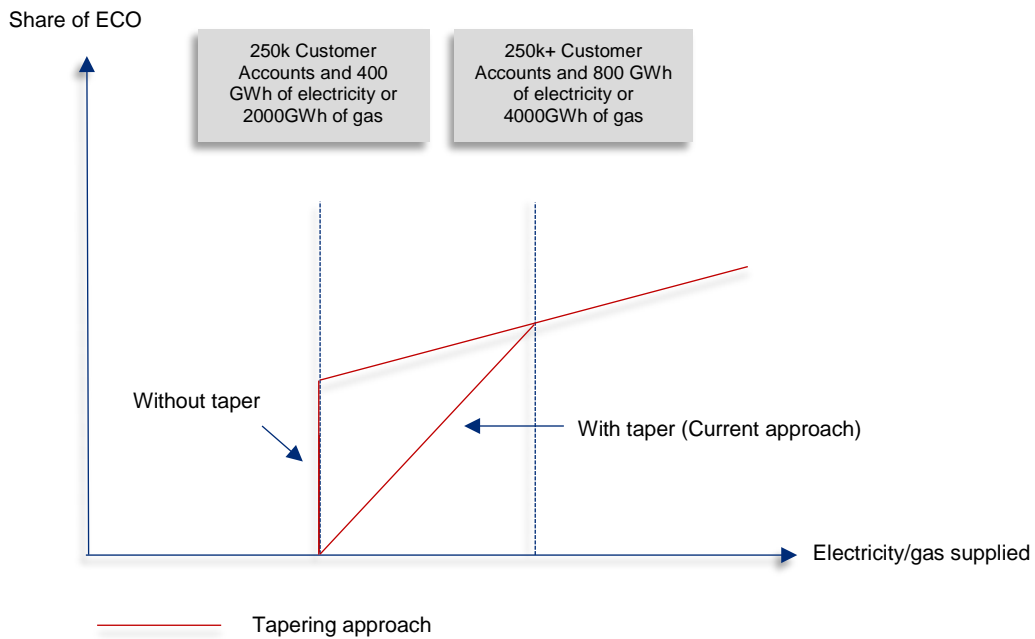 Share of ECO
250k Customer
Accounts and 400
GWh of electricity or
2000GWh of gas
250k+ Customer
Accounts and 800 GWh
of electricity or
4000GWh of gas
Without taper
With taper (Current approach)
Electricity/gas supplied
Tapering approach